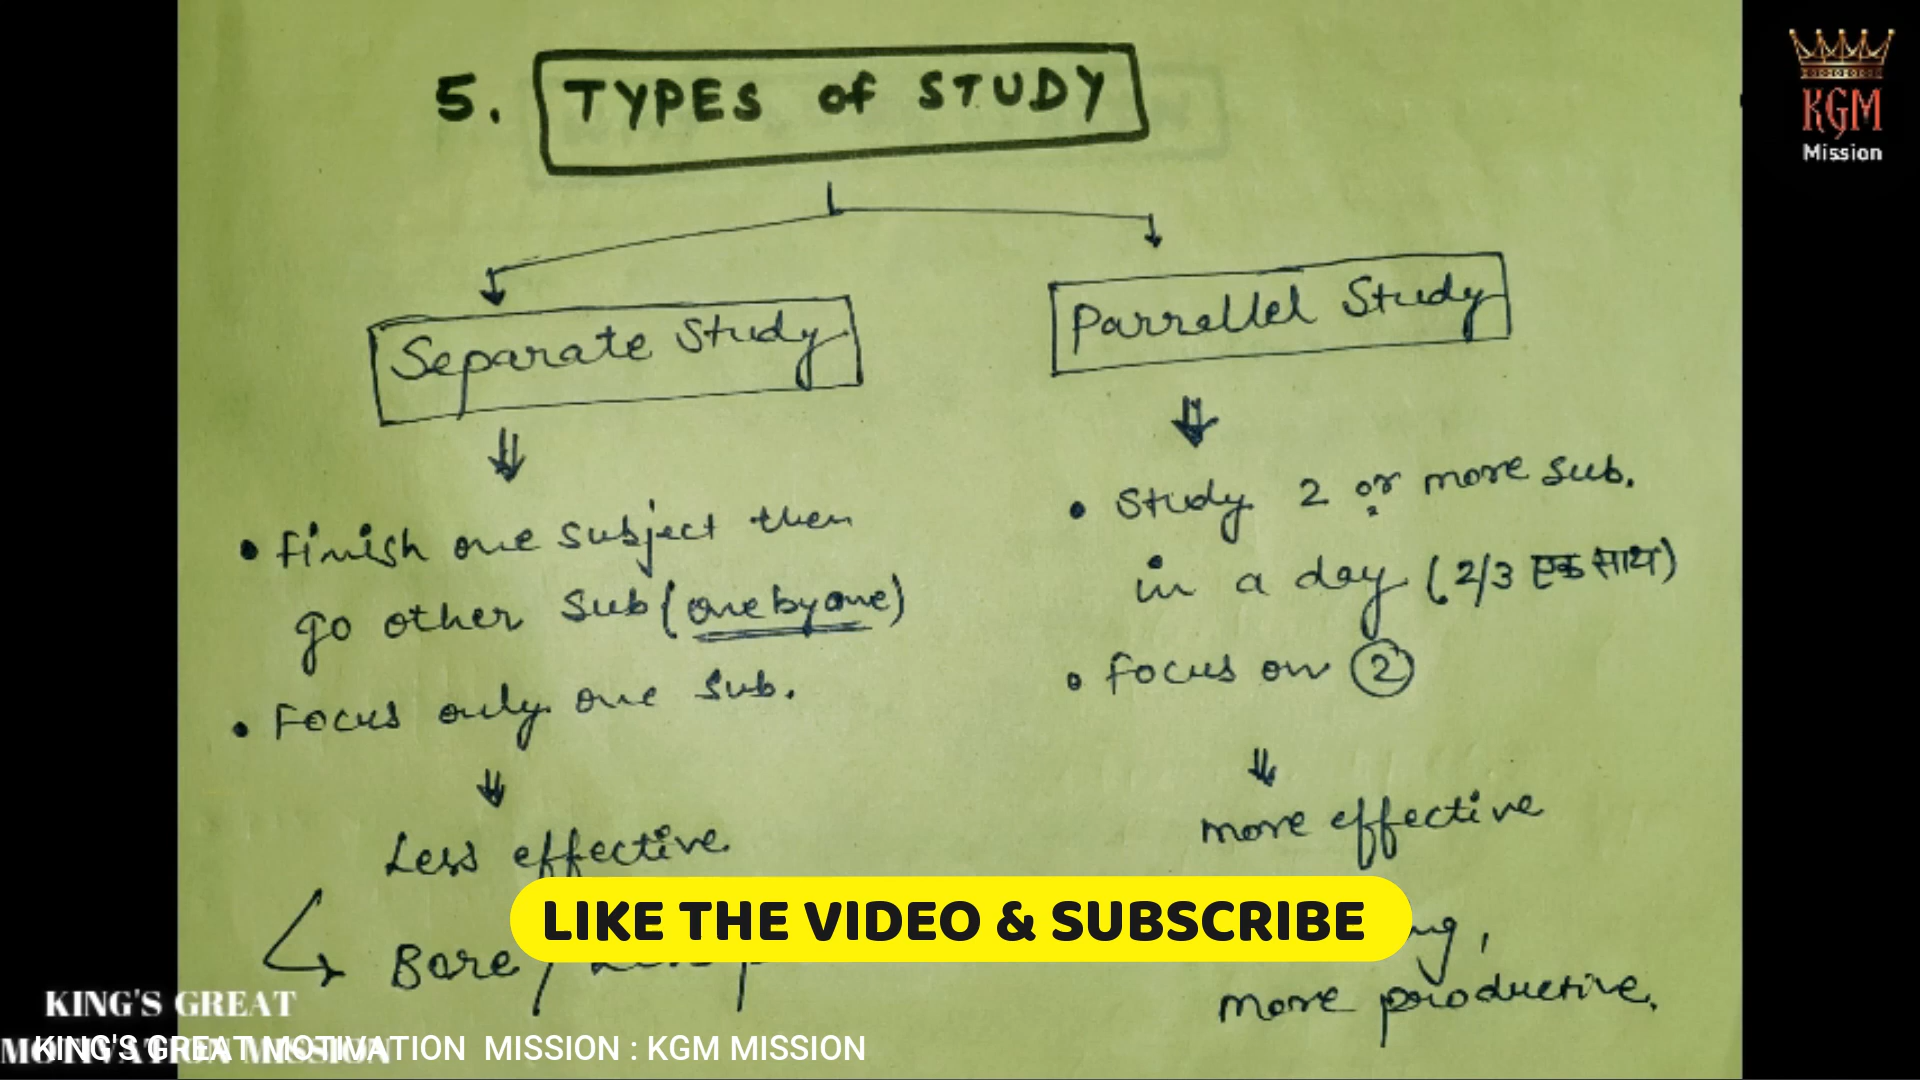 5. TYPES of STUDY
Separate Study
Parrallel Study
• Finish one subject then
go other Sub (one by one)
• Focus only one Sub.
Less effective.
Bore /
• Study 2 or more Sub.
in a day (2/3 एक साथ)
• Focus on 2
more effective
more productive.
LIKE THE VIDEO & SUBSCRIBE
KGM
Mission
KING'S GREAT
MOTIVATION MISSION
KING'S GREAT MOTIVATION MISSION : KGM MISSION